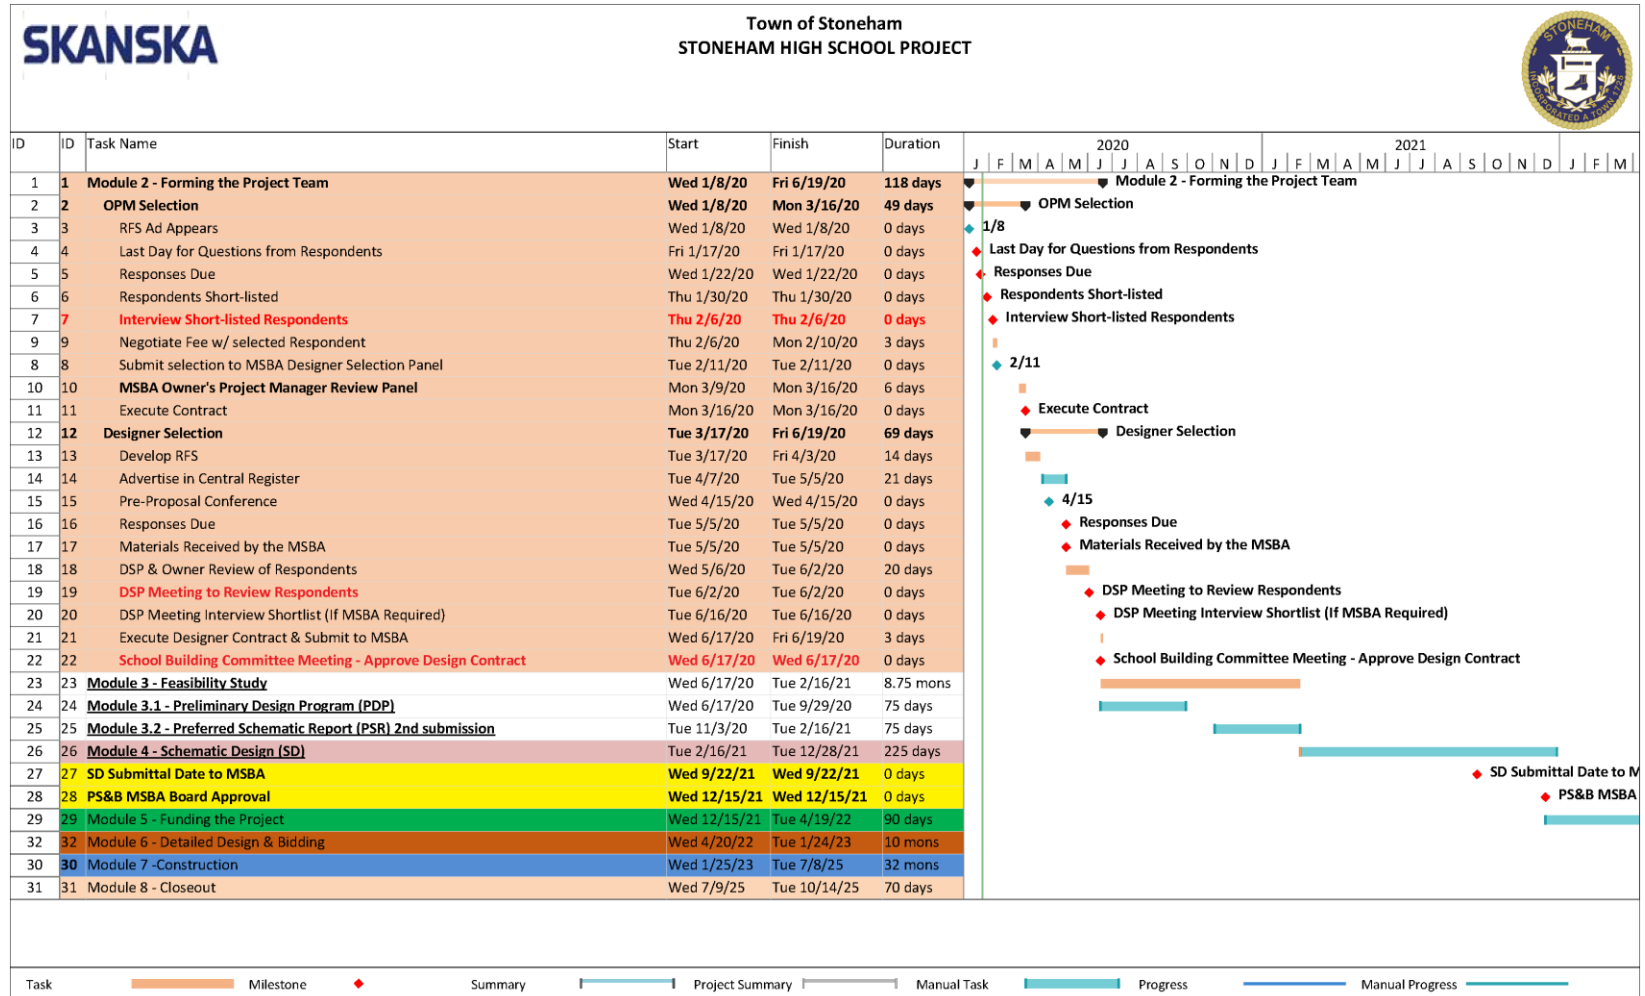 SKANSKA
Town of Stoneham
STONEHAM HIGH SCHOOL PROJECT
STONEHAM
INCORPORATED A TOWN 1725
ID ID Task Name Start Finish Duration 2020 2021
J F M A M J J A S O N D J F M A M J J A S O N D J F M
1 1 Module 2 - Forming the Project Team Wed 1/8/20 Fri 6/19/20 118 days Module 2 - Forming the Project Team
2 2 OPM Selection Wed 1/8/20 Mon 3/16/20 49 days OPM Selection
3 3 RFS Ad Appears Wed 1/8/20 Wed 1/8/20 0 days 1/8
4 4 Last Day for Questions from Respondents Fri 1/17/20 Fri 1/17/20 0 days Last Day for Questions from Respondents
5 5 Responses Due Wed 1/22/20 Wed 1/22/20 0 days Responses Due
6 6 Respondents Short-listed Thu 1/30/20 Thu 1/30/20 0 days Respondents Short-listed
7 7 Interview Short-listed Respondents Thu 2/6/20 Thu 2/6/20 0 days Interview Short-listed Respondents
9 9 Negotiate Fee w/ selected Respondent Thu 2/6/20 Mon 2/10/20 3 days
8 8 Submit selection to MSBA Designer Selection Panel Tue 2/11/20 Tue 2/11/20 0 days 2/11
10 10 MSBA Owner's Project Manager Review Panel Mon 3/9/20 Mon 3/16/20 6 days
11 11 Execute Contract Mon 3/16/20 Mon 3/16/20 0 days Execute Contract
12 12 Designer Selection Tue 3/17/20 Fri 6/19/20 69 days Designer Selection
13 13 Develop RFS Tue 3/17/20 Fri 4/3/20 14 days
14 14 Advertise in Central Register Tue 4/7/20 Tue 5/5/20 21 days
15 15 Pre-Proposal Conference Wed 4/15/20 Wed 4/15/20 0 days 4/15
16 16 Responses Due Tue 5/5/20 Tue 5/5/20 0 days Responses Due
17 17 Materials Received by the MSBA Tue 5/5/20 Tue 5/5/20 0 days Materials Received by the MSBA
18 18 DSP & Owner Review of Respondents Wed 5/6/20 Tue 6/2/20 20 days
19 19 DSP Meeting to Review Respondents Tue 6/2/20 Tue 6/2/20 0 days DSP Meeting to Review Respondents
20 20 DSP Meeting Interview Shortlist (If MSBA Required) Tue 6/16/20 Tue 6/16/20 0 days DSP Meeting Interview Shortlist (If MSBA Required)
21 21 Execute Designer Contract & Submit to MSBA Wed 6/17/20 Fri 6/19/20 3 days
22 22 School Building Committee Meeting - Approve Design Contract Wed 6/17/20 Wed 6/17/20 0 days School Building Committee Meeting - Approve Design Contract
23 23 Module 3 - Feasibility Study Wed 6/17/20 Tue 2/16/21 8.75 mons
24 24 Module 3.1 - Preliminary Design Program (PDP) Wed 6/17/20 Tue 9/29/20 75 days
25 25 Module 3.2 - Preferred Schematic Report (PSR) 2nd submission Tue 11/3/20 Tue 2/16/21 75 days
26 26 Module 4 - Schematic Design (SD) Tue 2/16/21 Tue 12/28/21 225 days
27 27 SD Submittal Date to MSBA Wed 9/22/21 Wed 9/22/21 0 days SD Submittal Date to M
28 28 PS&B MSBA Board Approval Wed 12/15/21 Wed 12/15/21 0 days PS&B MSBA
29 29 Module 5 - Funding the Project Wed 12/15/21 Tue 4/19/22 90 days
32 32 Module 6 - Detailed Design & Bidding Wed 4/20/22 Tue 1/24/23 10 mons
30 30 Module 7 -Construction Wed 1/25/23 Tue 7/8/25 32 mons
31 31 Module 8 - Closeout Wed 7/9/25 Tue 10/14/25 70 days
Task Milestone Summary Project Summary Manual Task Progress Manual Progress